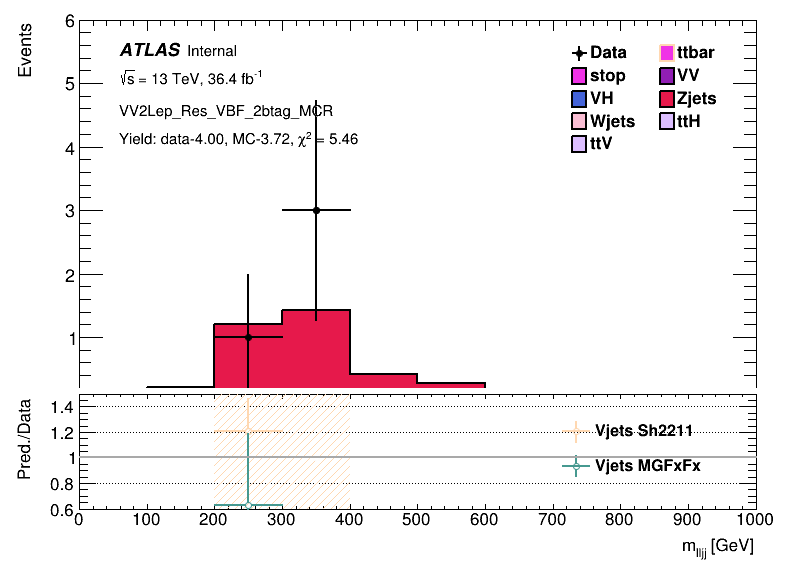 Events
6
5
4
3
2
1
ATLAS Internal
√s = 13 TeV, 36.4 fb⁻¹
VV2Lep_Res_VBF_2btag_MCR
Yield: data-4.00, MC-3.72, χ² = 5.46
Data
ttbar
stop
VV
VH
Zjets
Wjets
ttH
ttV
Pred./Data
1.4
1.2
1
0.8
0.6
Vjets Sh2211
Vjets MGFxFx
0 100 200 300 400 500 600 700 800 900 1000
m_lljj [GeV]